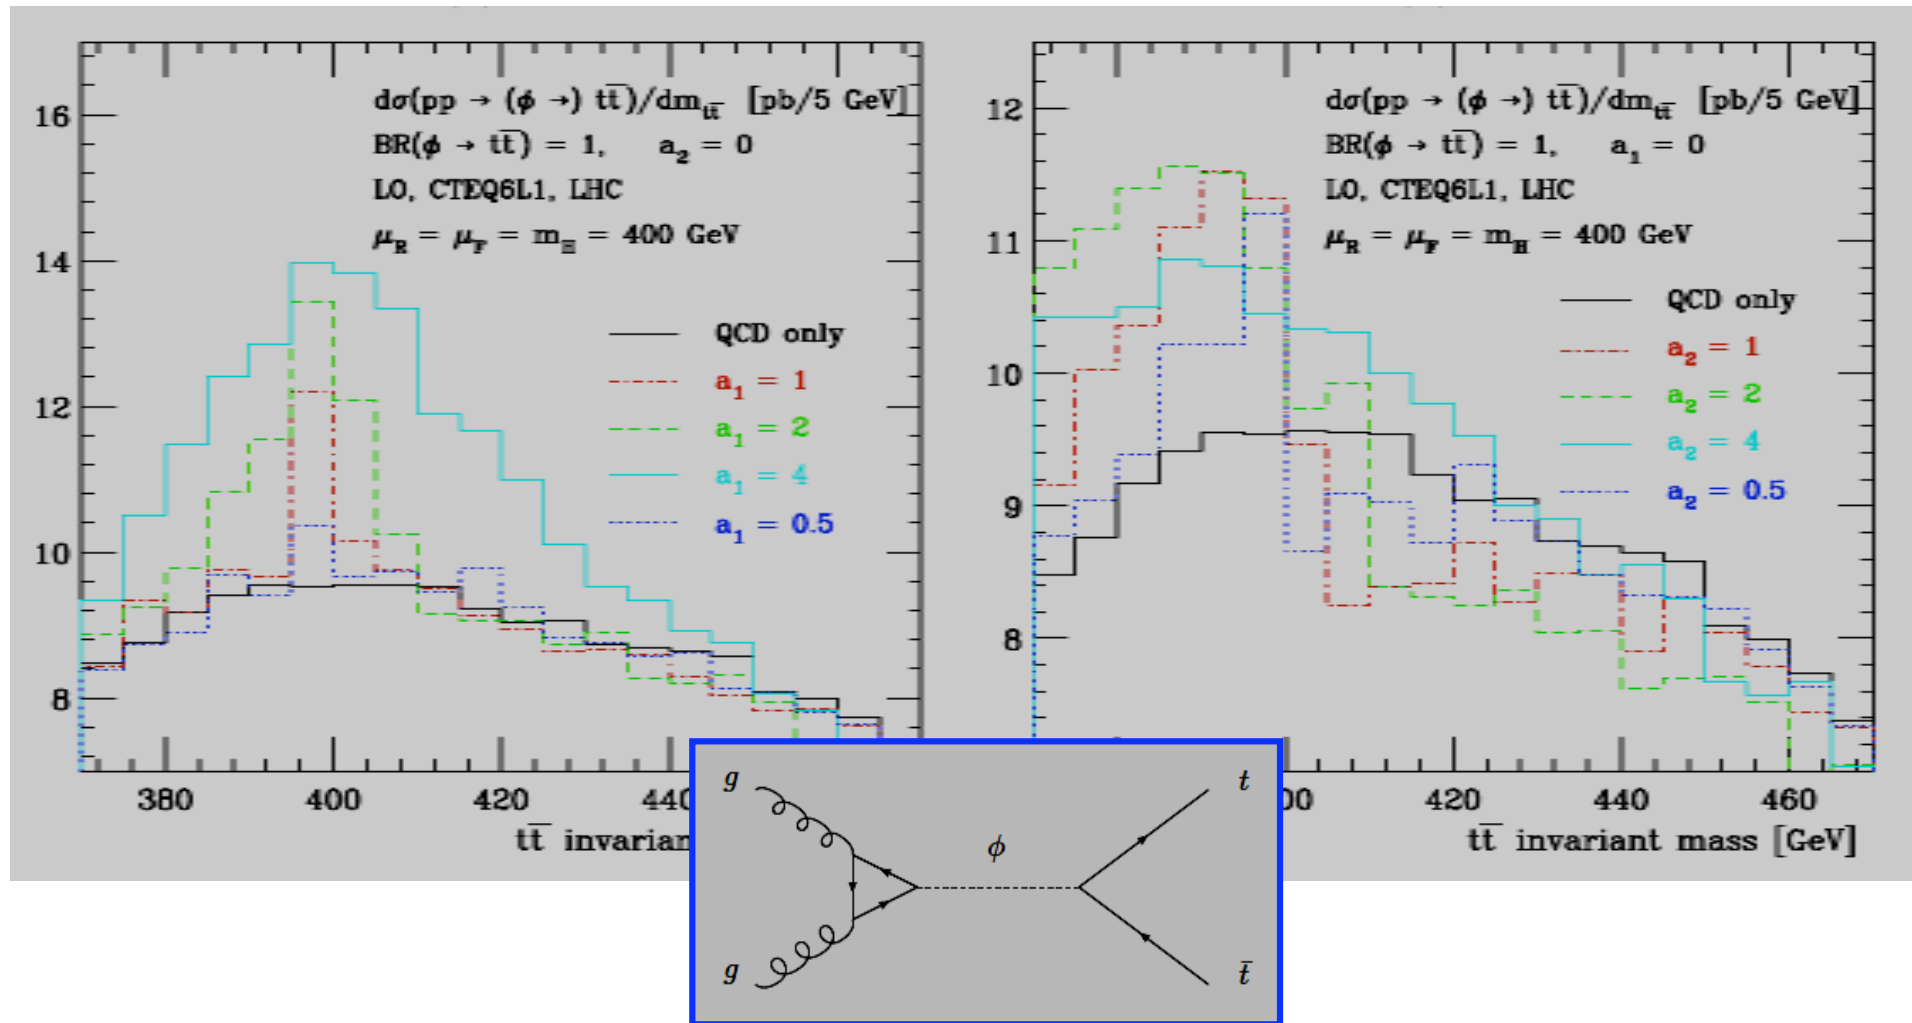 16
14
12
10
8
dσ(pp → (ϕ →) tt̅)/dm_tt̅ [pb/5 GeV]
BR(ϕ → tt̅) = 1, a₂ = 0
LO, CTEQ6L1, LHC
μ_R = μ_F = m_H = 400 GeV
QCD only
a₁ = 1
a₁ = 2
a₁ = 4
a₁ = 0.5
380 400 420 440
tt̅ invarian
12
11
10
9
8
dσ(pp → (ϕ →) tt̅)/dm_tt̅ [pb/5 GeV]
BR(ϕ → tt̅) = 1, a₁ = 0
LO, CTEQ6L1, LHC
μ_R = μ_F = m_H = 400 GeV
QCD only
a₂ = 1
a₂ = 2
a₂ = 4
a₂ = 0.5
00 420 440 460
tt̅ invariant mass [GeV]
g
t
ϕ
g
t̅